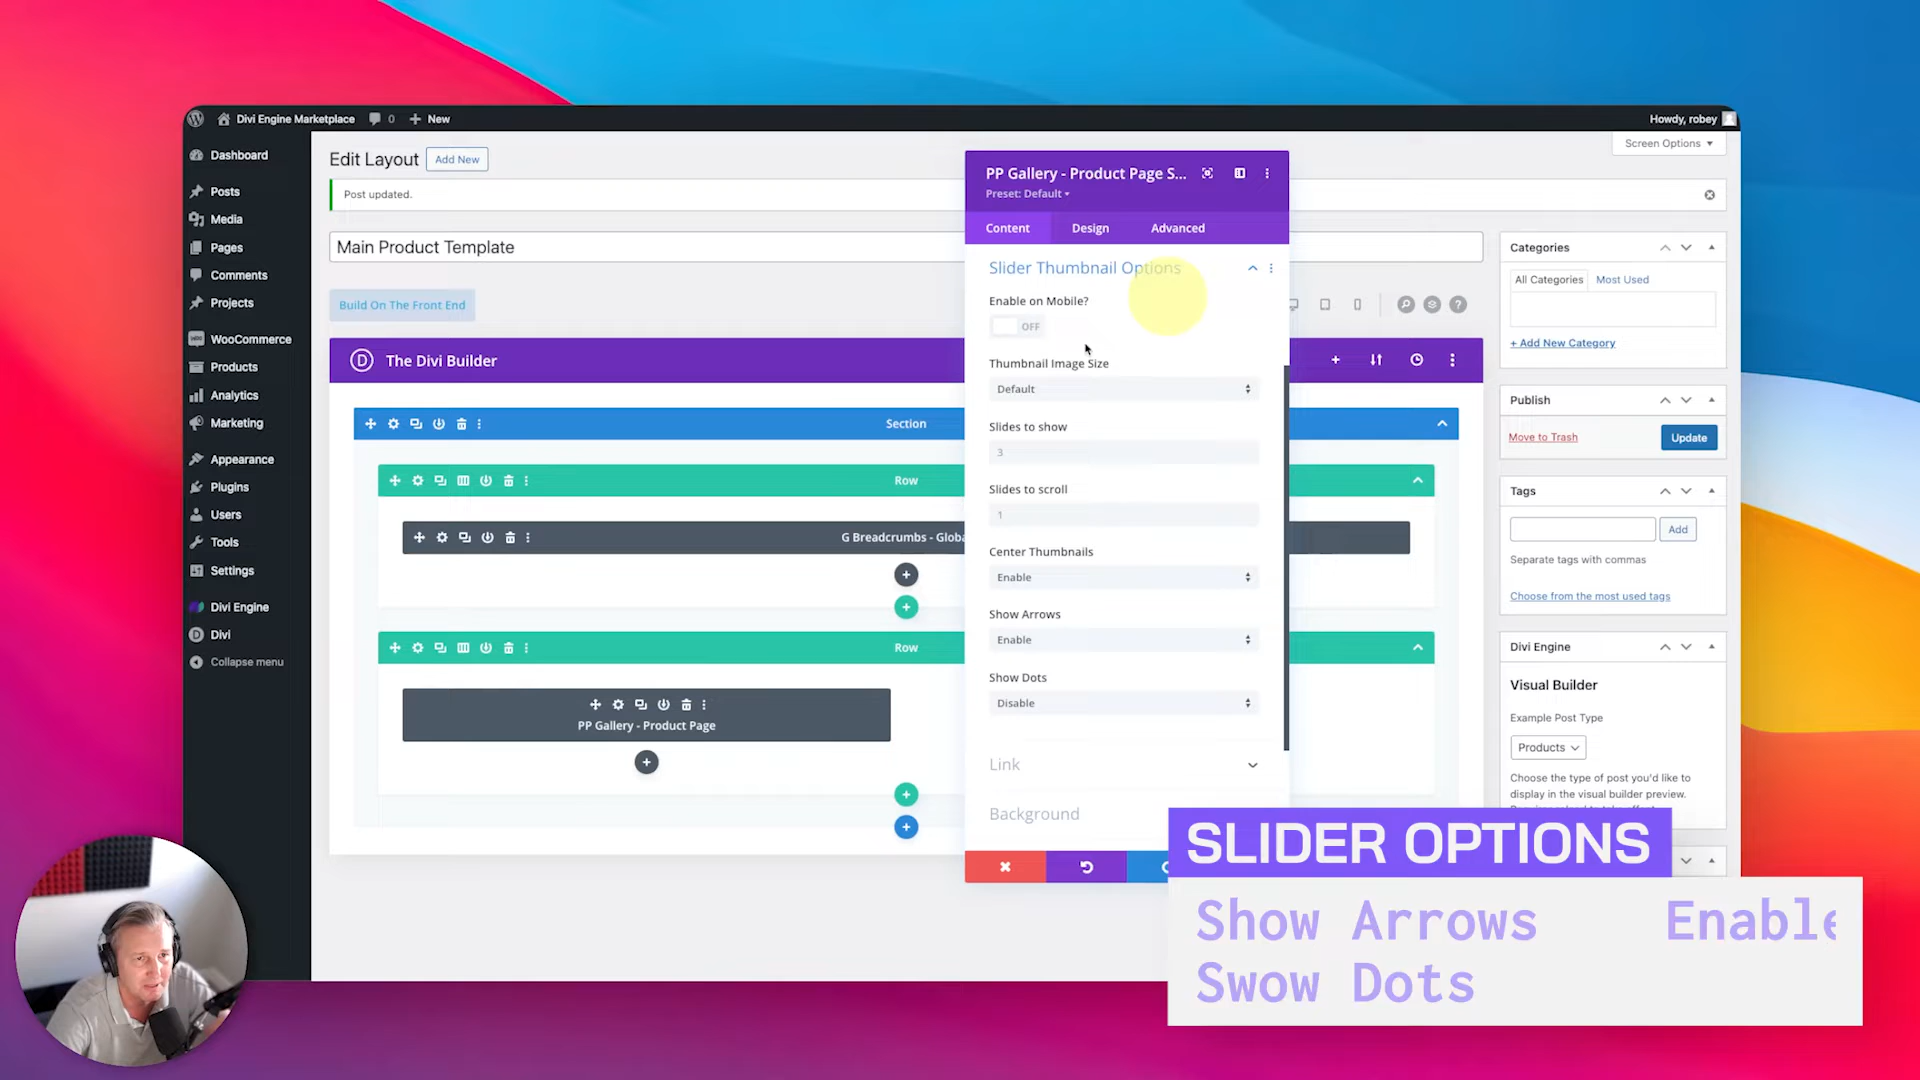 Divi Engine Marketplace
0
New
Howdy, robey
Dashboard
Posts
Media
Pages
Comments
Projects
WooCommerce
Products
Analytics
Marketing
Appearance
Plugins
Users
Tools
Settings
Divi Engine
Divi
Collapse menu
Edit Layout
Add New
Screen Options
Post updated.
Main Product Template
Build On The Front End
The Divi Builder
Section
Row
G Breadcrumbs - Globa
Row
PP Gallery - Product Page
PP Gallery - Product Page S...
Preset: Default
Content
Design
Advanced
Slider Thumbnail Options
Enable on Mobile?
OFF
Thumbnail Image Size
Default
Slides to show
3
Slides to scroll
1
Center Thumbnails
Enable
Show Arrows
Enable
Show Dots
Disable
Link
Background
Categories
All Categories
Most Used
+ Add New Category
Publish
Move to Trash
Update
Tags
Add
Separate tags with commas
Choose from the most used tags
Divi Engine
Visual Builder
Example Post Type
Products
Choose the type of post you'd like to
display in the visual builder preview.
SLIDER OPTIONS
Show Arrows Enable
Swow Dots